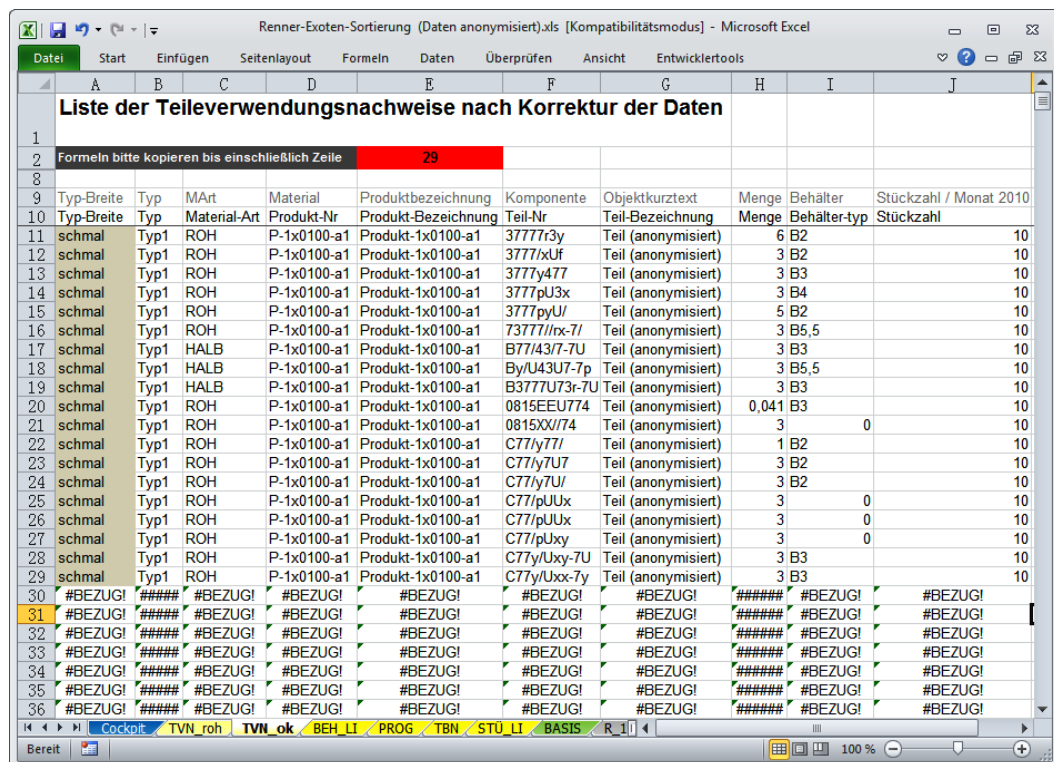 Renner-Exoten-Sortierung (Daten anonymisiert).xls [Kompatibilitätsmodus] - Microsoft Excel
Datei Start Einfügen Seitenlayout Formeln Daten Überprüfen Ansicht Entwicklertools
A B C D E F G H I J
1 Liste der Teileverwendungsnachweise nach Korrektur der Daten
2 Formeln bitte kopieren bis einschließlich Zeile 29
8
9 Typ-Breite Typ MArt Material Produktbezeichnung Komponente Objektkurztext Menge Behälter Stückzahl / Monat 2010
10 Typ-Breite Typ Material-Art Produkt-Nr Produkt-Bezeichnung Teil-Nr Teil-Bezeichnung Menge Behälter-typ Stückzahl
11 schmal Typ1 ROH P-1x0100-a1 Produkt-1x0100-a1 37777r3y Teil (anonymisiert) 6 B2 10
12 schmal Typ1 ROH P-1x0100-a1 Produkt-1x0100-a1 3777/xUf Teil (anonymisiert) 3 B2 10
13 schmal Typ1 ROH P-1x0100-a1 Produkt-1x0100-a1 3777y477 Teil (anonymisiert) 3 B3 10
14 schmal Typ1 ROH P-1x0100-a1 Produkt-1x0100-a1 3777pU3x Teil (anonymisiert) 3 B4 10
15 schmal Typ1 ROH P-1x0100-a1 Produkt-1x0100-a1 3777pyU/ Teil (anonymisiert) 5 B2 10
16 schmal Typ1 ROH P-1x0100-a1 Produkt-1x0100-a1 73777//rx-7/ Teil (anonymisiert) 3 B5,5 10
17 schmal Typ1 HALB P-1x0100-a1 Produkt-1x0100-a1 B77/43/7-7U Teil (anonymisiert) 3 B3 10
18 schmal Typ1 HALB P-1x0100-a1 Produkt-1x0100-a1 By/U43U7-7p Teil (anonymisiert) 3 B5,5 10
19 schmal Typ1 HALB P-1x0100-a1 Produkt-1x0100-a1 B3777U73r-7U Teil (anonymisiert) 3 B3 10
20 schmal Typ1 ROH P-1x0100-a1 Produkt-1x0100-a1 0815EEU774 Teil (anonymisiert) 0,041 B3 10
21 schmal Typ1 ROH P-1x0100-a1 Produkt-1x0100-a1 0815XX//74 Teil (anonymisiert) 3 0 10
22 schmal Typ1 ROH P-1x0100-a1 Produkt-1x0100-a1 C77/y77/ Teil (anonymisiert) 1 B2 10
23 schmal Typ1 ROH P-1x0100-a1 Produkt-1x0100-a1 C77/y7U7 Teil (anonymisiert) 3 B2 10
24 schmal Typ1 ROH P-1x0100-a1 Produkt-1x0100-a1 C77/y7U/ Teil (anonymisiert) 3 B2 10
25 schmal Typ1 ROH P-1x0100-a1 Produkt-1x0100-a1 C77/pUUx Teil (anonymisiert) 3 0 10
26 schmal Typ1 ROH P-1x0100-a1 Produkt-1x0100-a1 C77/pUUx Teil (anonymisiert) 3 0 10
27 schmal Typ1 ROH P-1x0100-a1 Produkt-1x0100-a1 C77/pUxy Teil (anonymisiert) 3 0 10
28 schmal Typ1 ROH P-1x0100-a1 Produkt-1x0100-a1 C77y/Uxy-7U Teil (anonymisiert) 3 B3 10
29 schmal Typ1 ROH P-1x0100-a1 Produkt-1x0100-a1 C77y/Uxx-7y Teil (anonymisiert) 3 B3 10
30 #BEZUG! ##### #BEZUG! #BEZUG! #BEZUG! #BEZUG! #BEZUG! ###### #BEZUG! #BEZUG!
31 #BEZUG! ##### #BEZUG! #BEZUG! #BEZUG! #BEZUG! #BEZUG! ###### #BEZUG! #BEZUG!
32 #BEZUG! ##### #BEZUG! #BEZUG! #BEZUG! #BEZUG! #BEZUG! ###### #BEZUG! #BEZUG!
33 #BEZUG! ##### #BEZUG! #BEZUG! #BEZUG! #BEZUG! #BEZUG! ###### #BEZUG! #BEZUG!
34 #BEZUG! ##### #BEZUG! #BEZUG! #BEZUG! #BEZUG! #BEZUG! ###### #BEZUG! #BEZUG!
35 #BEZUG! ##### #BEZUG! #BEZUG! #BEZUG! #BEZUG! #BEZUG! ###### #BEZUG! #BEZUG!
36 #BEZUG! ##### #BEZUG! #BEZUG! #BEZUG! #BEZUG! #BEZUG! ###### #BEZUG! #BEZUG!
Cockpit TVN_roh TVN_ok BEH_LI PROG TBN STÜ_LI BASIS R_1
Bereit 100 %